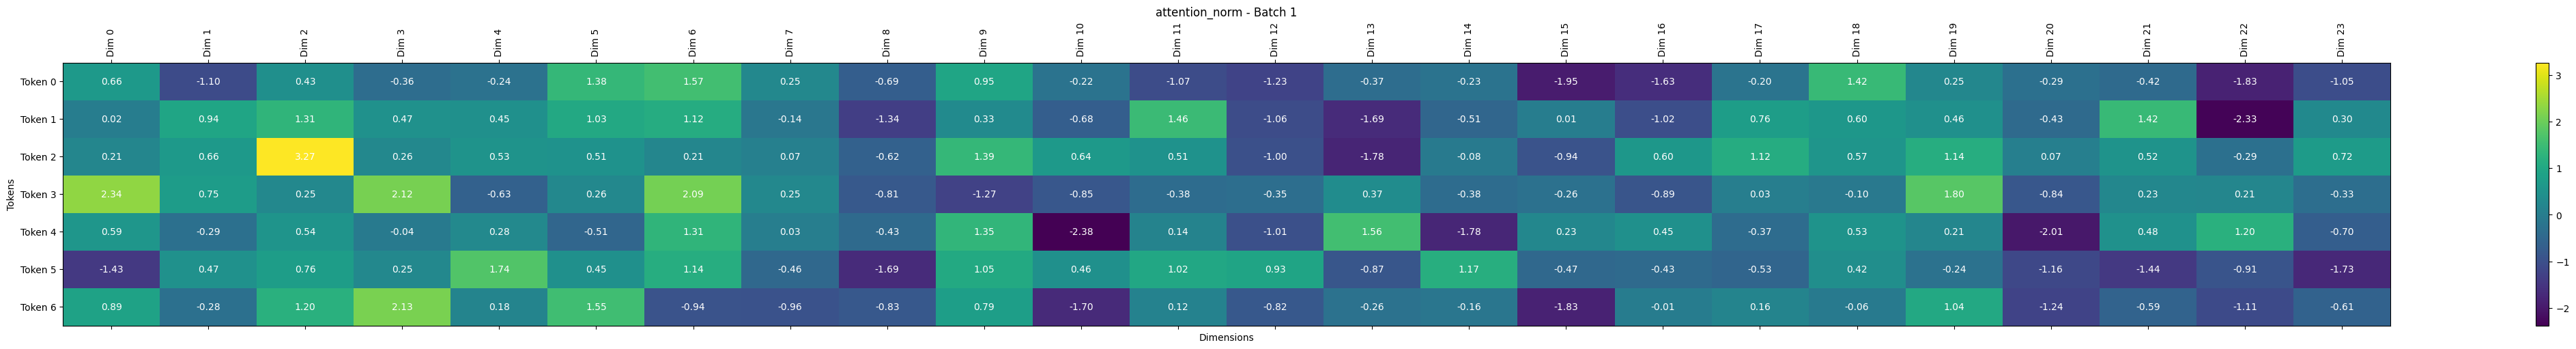 attention_norm - Batch 1
Dim 0 Dim 1 Dim 2 Dim 3 Dim 4 Dim 5 Dim 6 Dim 7 Dim 8 Dim 9 Dim 10 Dim 11 Dim 12 Dim 13 Dim 14 Dim 15 Dim 16 Dim 17 Dim 18 Dim 19 Dim 20 Dim 21 Dim 22 Dim 23
Token 0 0.66 -1.10 0.43 -0.36 -0.24 1.38 1.57 0.25 -0.69 0.95 -0.22 -1.07 -1.23 -0.37 -0.23 -1.95 -1.63 -0.20 1.42 0.25 -0.29 -0.42 -1.83 -1.05
Token 1 0.02 0.94 1.31 0.47 0.45 1.03 1.12 -0.14 -1.34 0.33 -0.68 1.46 -1.06 -1.69 -0.51 0.01 -1.02 0.76 0.60 0.46 -0.43 1.42 -2.33 0.30
Token 2 0.21 0.66 3.27 0.26 0.53 0.51 0.21 0.07 -0.62 1.39 0.64 0.51 -1.00 -1.78 -0.08 -0.94 0.60 1.12 0.57 1.14 0.07 0.52 -0.29 0.72
Token 3 2.34 0.75 0.25 2.12 -0.63 0.26 2.09 0.25 -0.81 -1.27 -0.85 -0.38 -0.35 0.37 -0.38 -0.26 -0.89 0.03 -0.10 1.80 -0.84 0.23 0.21 -0.33
Token 4 0.59 -0.29 0.54 -0.04 0.28 -0.51 1.31 0.03 -0.43 1.35 -2.38 0.14 -1.01 1.56 -1.78 0.23 0.45 -0.37 0.53 0.21 -2.01 0.48 1.20 -0.70
Token 5 -1.43 0.47 0.76 0.25 1.74 0.45 1.14 -0.46 -1.69 1.05 0.46 1.02 0.93 -0.87 1.17 -0.47 -0.43 -0.53 0.42 -0.24 -1.16 -1.44 -0.91 -1.73
Token 6 0.89 -0.28 1.20 2.13 0.18 1.55 -0.94 -0.96 -0.83 0.79 -1.70 0.12 -0.82 -0.26 -0.16 -1.83 -0.01 0.16 -0.06 1.04 -1.24 -0.59 -1.11 -0.61
Tokens
Dimensions
3
2
1
0
−1
−2